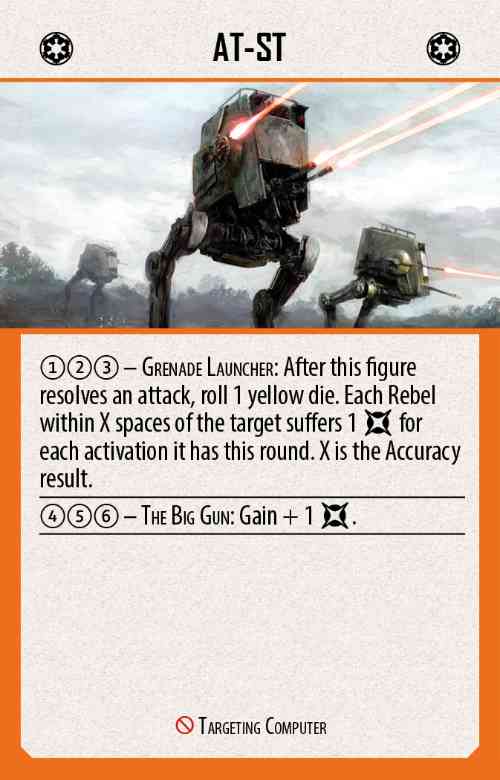 AT-ST
①②③ – Grenade Launcher: After this figure
resolves an attack, roll 1 yellow die. Each Rebel
within X spaces of the target suffers 1 for
each activation it has this round. X is the Accuracy
result.
④⑤⑥ – The Big Gun: Gain + 1 .
Targeting Computer